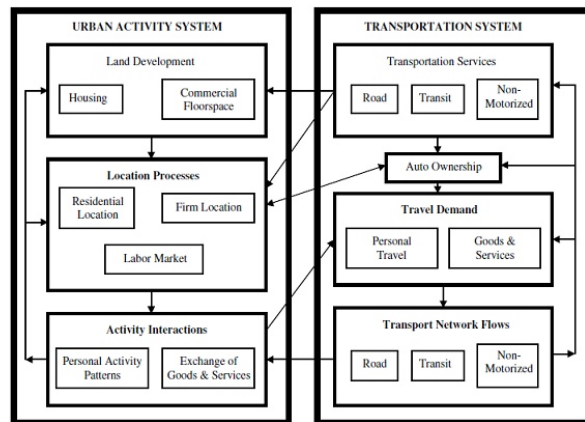 URBAN ACTIVITY SYSTEM
Land Development
Housing
Commercial
Floorspace
Location Processes
Residential
Location
Firm Location
Labor Market
Activity Interactions
Personal Activity
Patterns
Exchange of
Goods & Services
TRANSPORTATION SYSTEM
Transportation Services
Road
Transit
Non-
Motorized
Auto Ownership
Travel Demand
Personal
Travel
Goods &
Services
Transport Network Flows
Road
Transit
Non-
Motorized